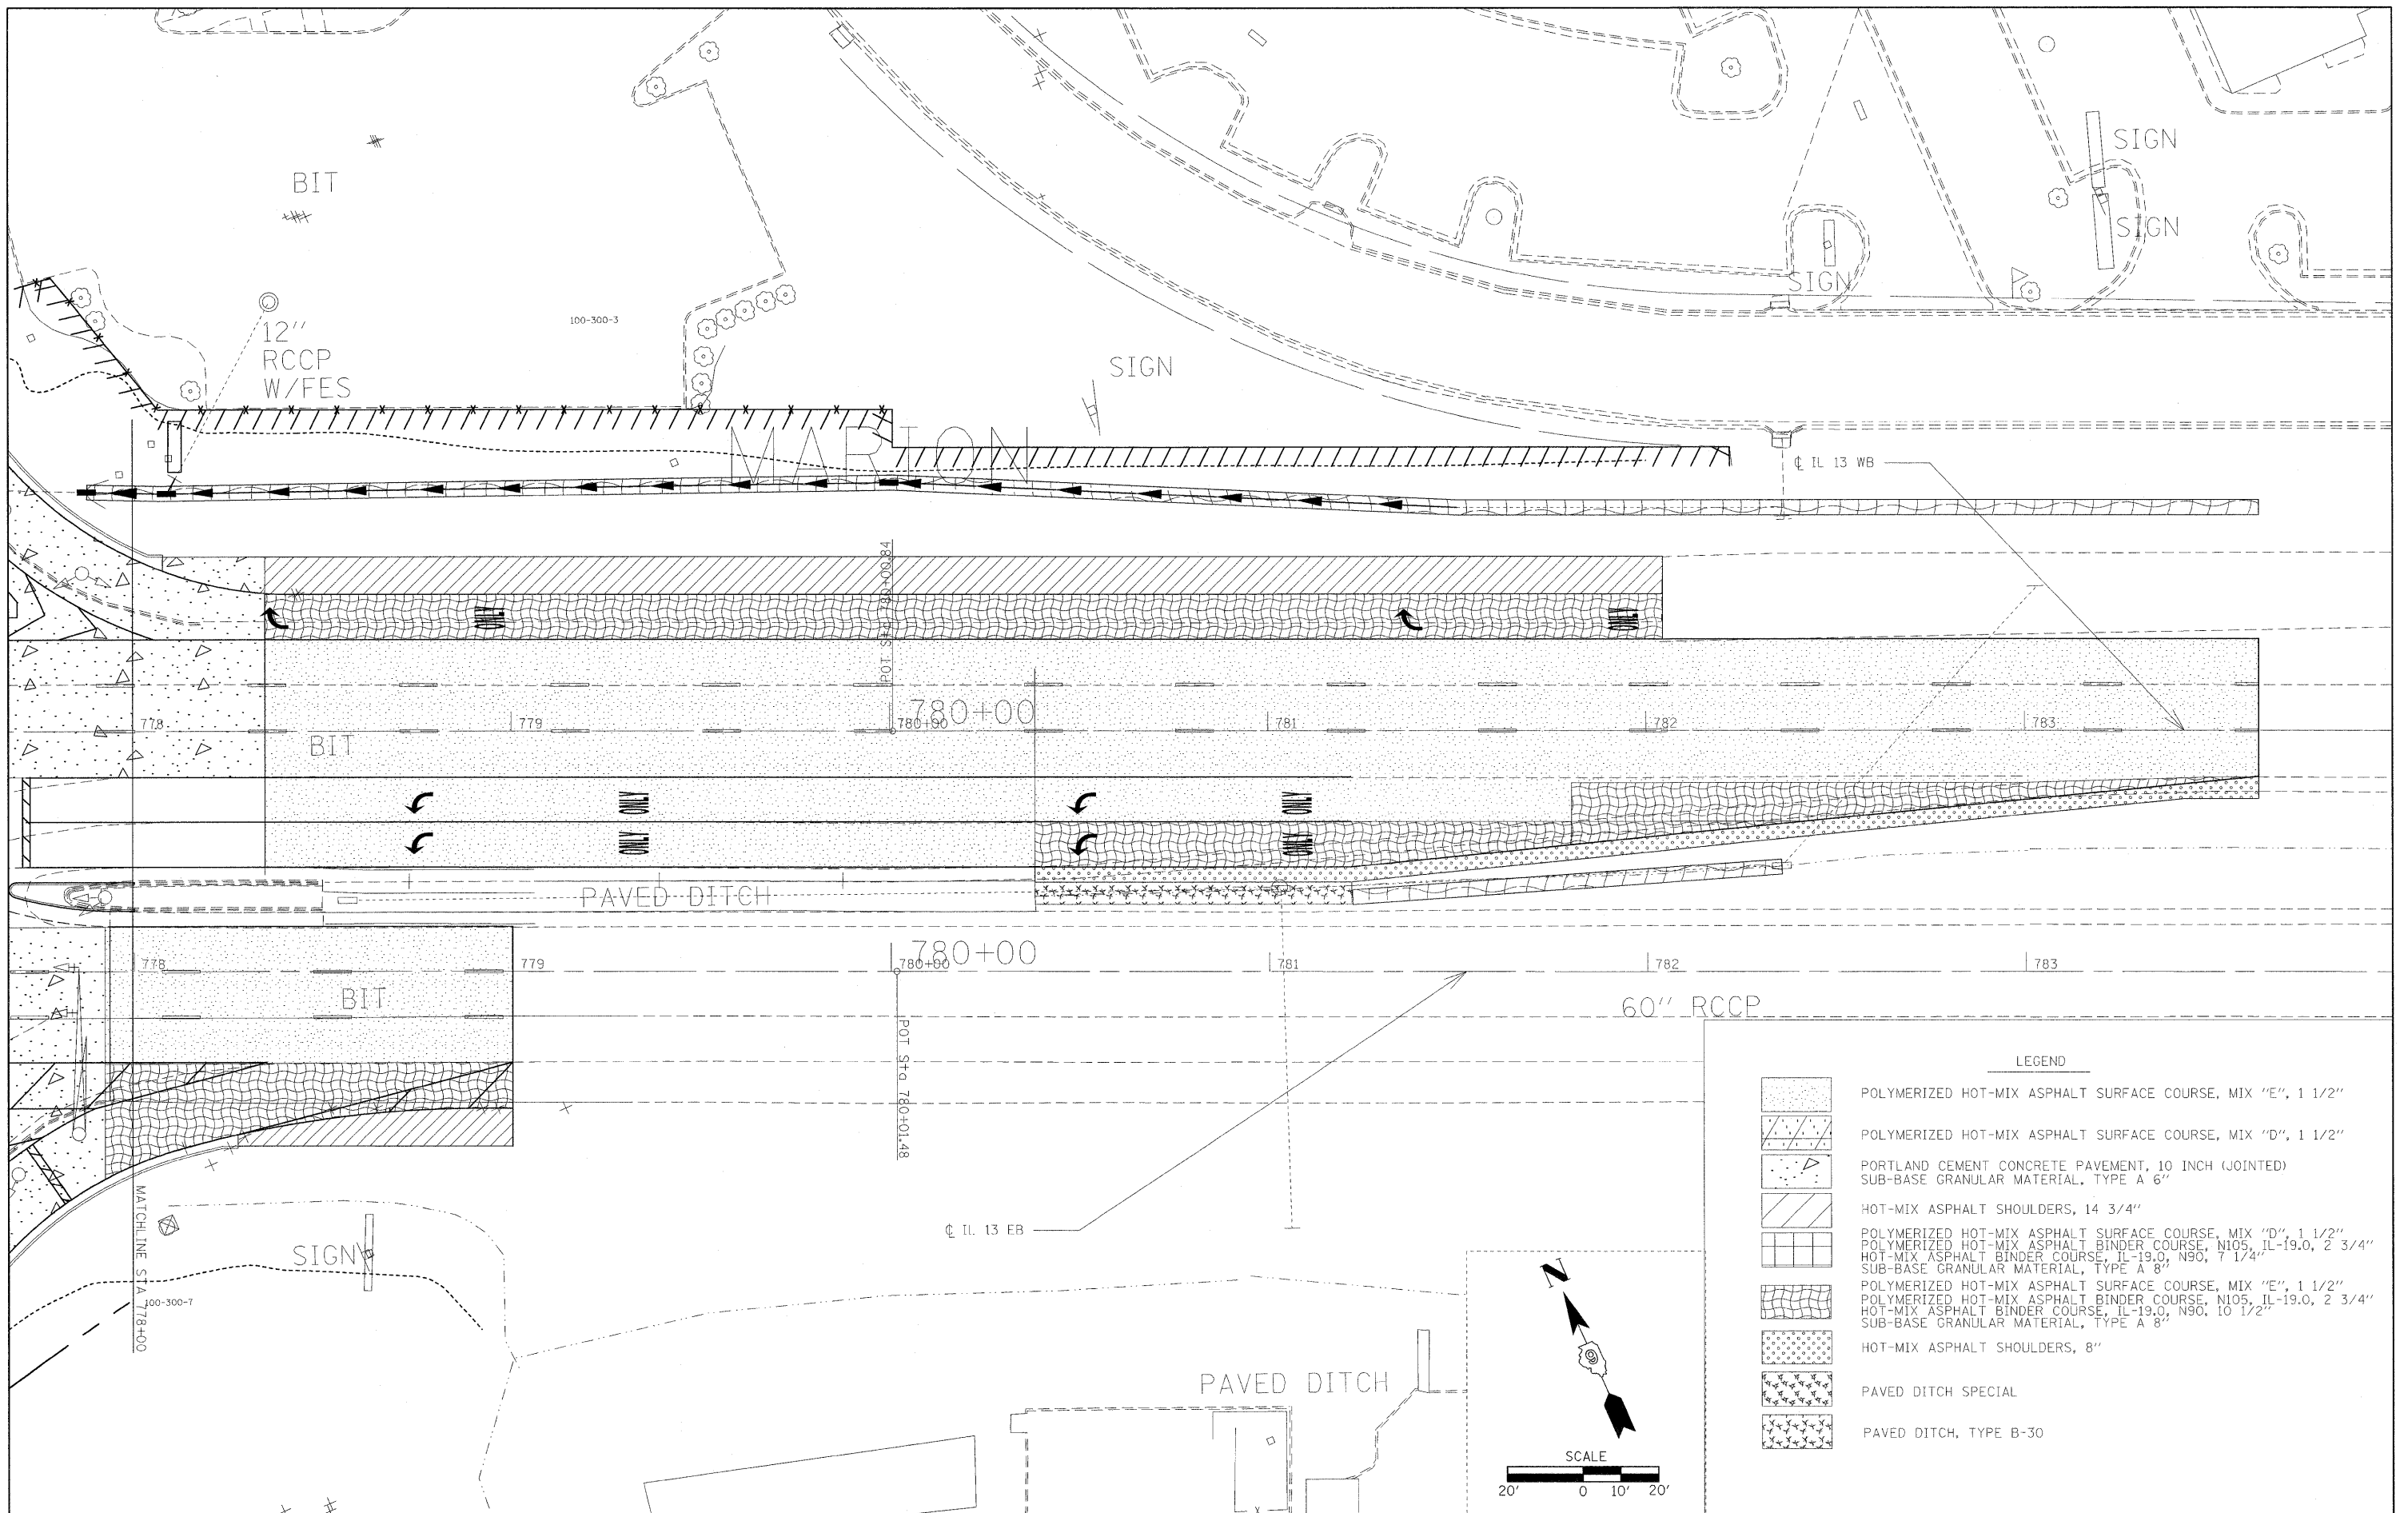 SIGN
BIT
SIGN
SIGN
12"
RCCP
W/FES
100-300-3
SIGN
MARION
℄ IL 13 WB
POT Sta 780+00.84
ONLY
ONLY
780+00
778
779
780+00
781
782
783
BIT
ONLY
ONLY
ONLY
ONLY
PAVED DITCH
780+00
778
779
780+00
781
782
783
BIT
60" RCCP
POT Sta 780+01.48
MATCHLINE STA 778+00
℄ IL 13 EB
SIGN
100-300-7
PAVED DITCH
N
9
SCALE
20' 0 10' 20'
LEGEND
POLYMERIZED HOT-MIX ASPHALT SURFACE COURSE, MIX "E", 1 1/2"
POLYMERIZED HOT-MIX ASPHALT SURFACE COURSE, MIX "D", 1 1/2"
PORTLAND CEMENT CONCRETE PAVEMENT, 10 INCH (JOINTED)
SUB-BASE GRANULAR MATERIAL, TYPE A 6"
HOT-MIX ASPHALT SHOULDERS, 14 3/4"
POLYMERIZED HOT-MIX ASPHALT SURFACE COURSE, MIX "D", 1 1/2"
POLYMERIZED HOT-MIX ASPHALT BINDER COURSE, N105, IL-19.0, 2 3/4"
HOT-MIX ASPHALT BINDER COURSE, IL-19.0, N90, 7 1/4"
SUB-BASE GRANULAR MATERIAL, TYPE A 8"
POLYMERIZED HOT-MIX ASPHALT SURFACE COURSE, MIX "E", 1 1/2"
POLYMERIZED HOT-MIX ASPHALT BINDER COURSE, N105, IL-19.0, 2 3/4"
HOT-MIX ASPHALT BINDER COURSE, IL-19.0, N90, 10 1/2"
SUB-BASE GRANULAR MATERIAL, TYPE A 8"
HOT-MIX ASPHALT SHOULDERS, 8"
PAVED DITCH SPECIAL
PAVED DITCH, TYPE B-30